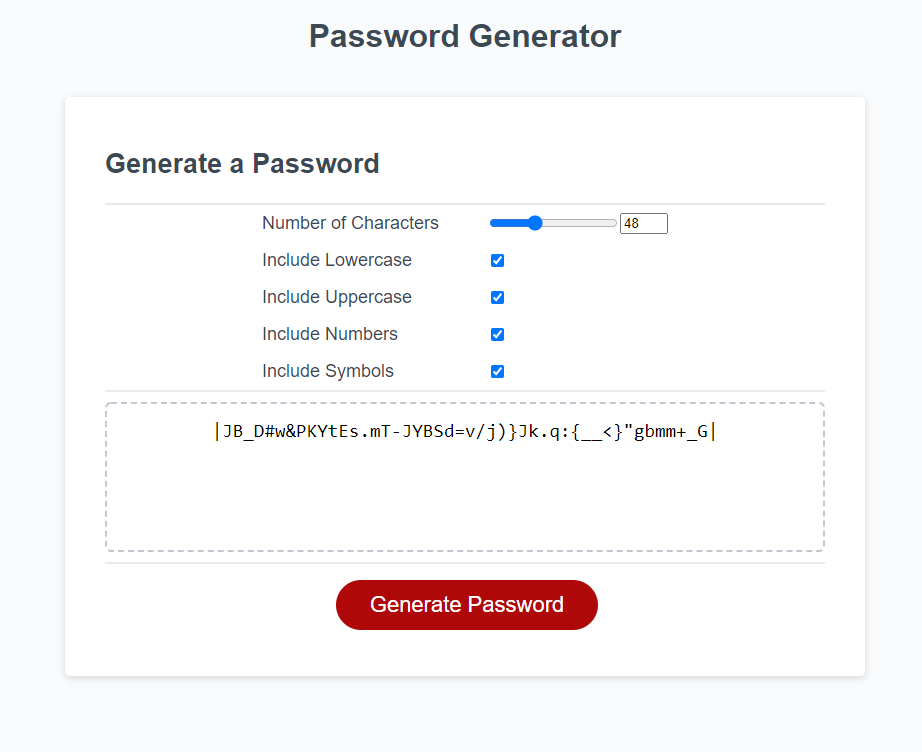 Password Generator
Generate a Password
Number of Characters 48
Include Lowercase
Include Uppercase
Include Numbers
Include Symbols
|JB_D#w&PKYtEs.mT-JYBSd=v/j)}Jk.q:{__<}"gbmm+_G|
Generate Password